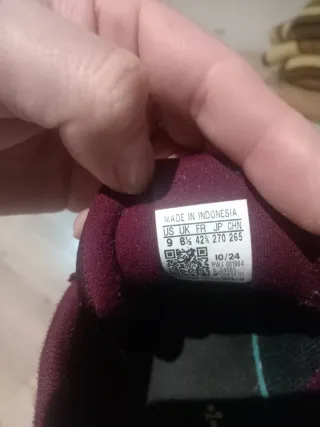 MADE IN INDONESIA
US UK FR JP CHN
9 8½ 42⅔ 270 265
10/24